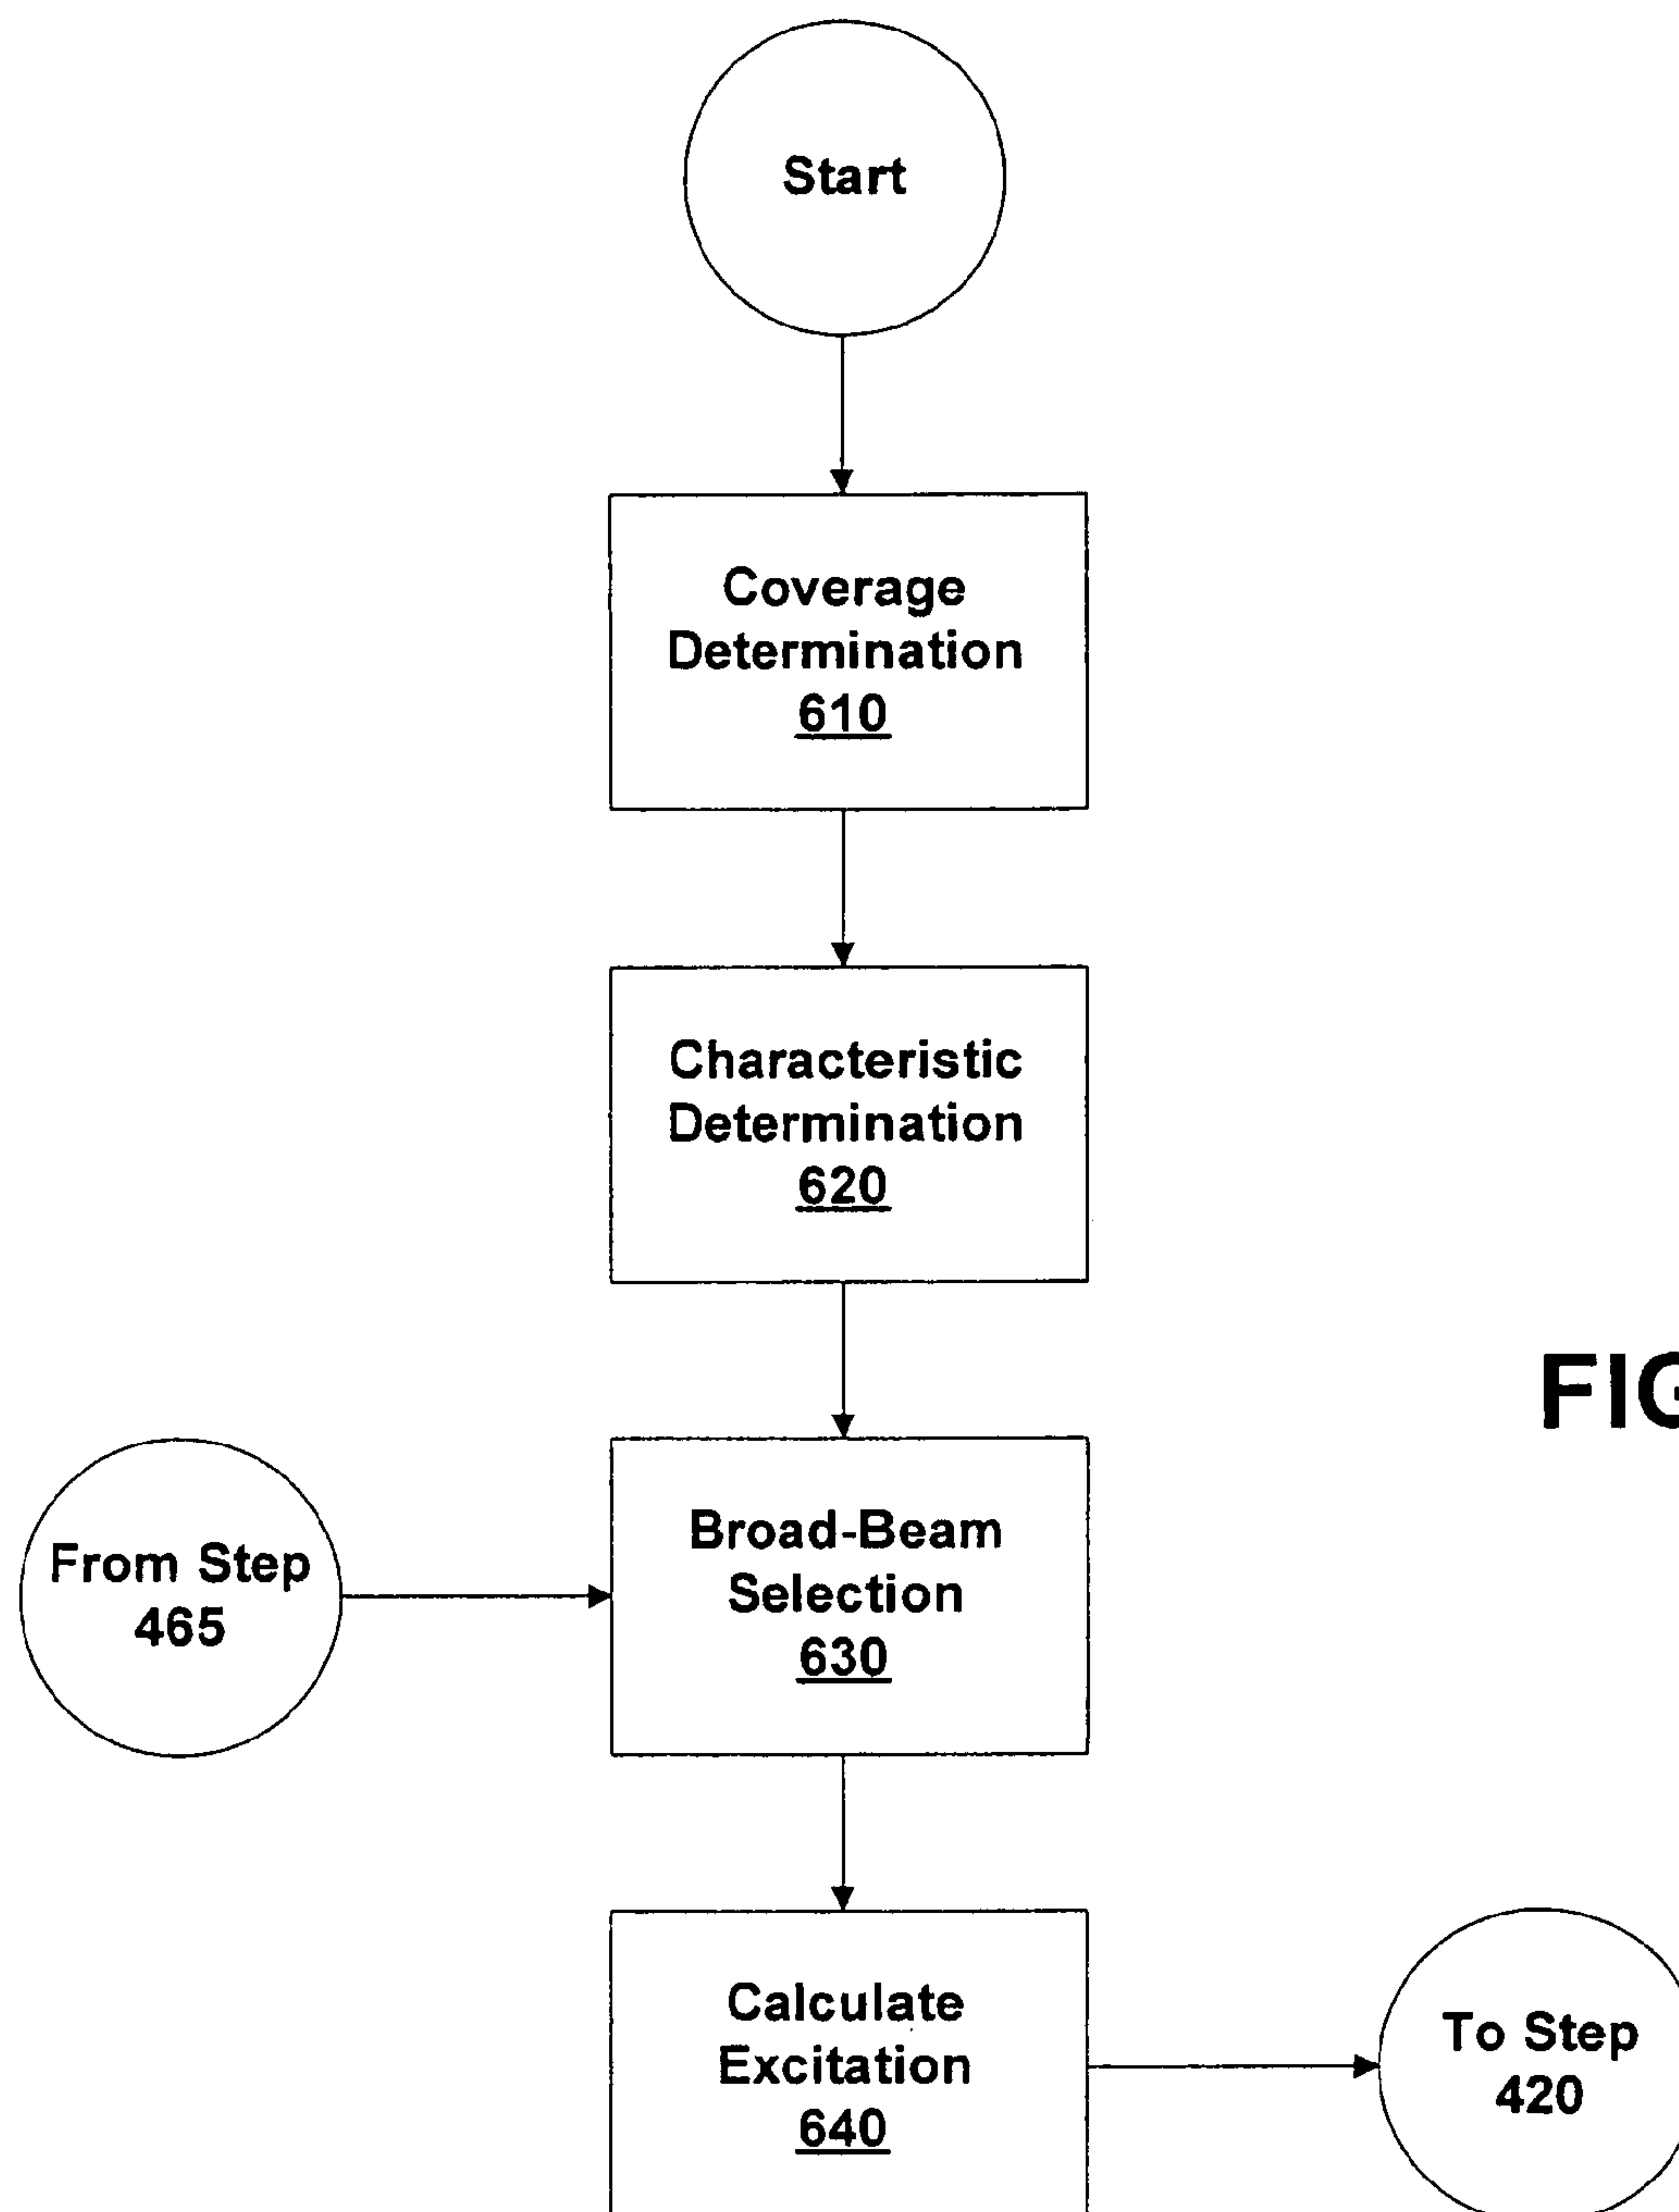 Start
Coverage
Determination
610
Characteristic
Determination
620
FIG
From Step
465
Broad-Beam
Selection
630
Calculate
Excitation
640
To Step
420